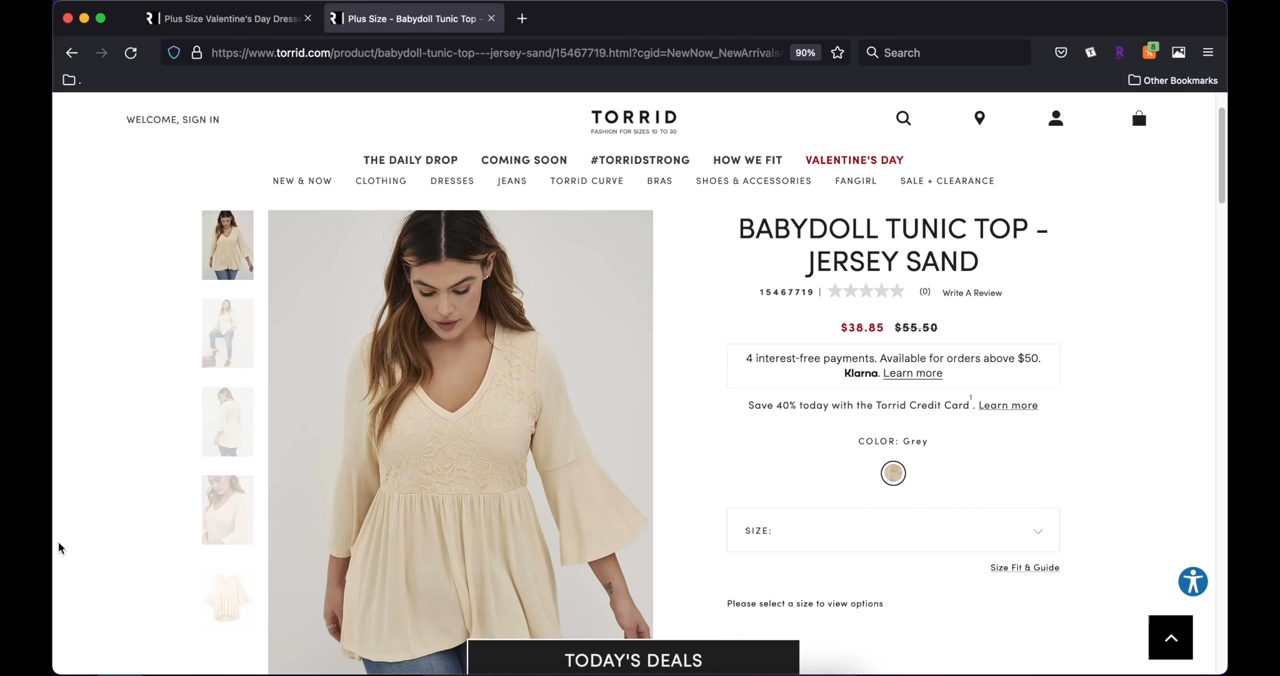 Plus Size Valentine's Day Dresse
Plus Size - Babydoll Tunic Top -
https://www.torrid.com/product/babydoll-tunic-top---jersey-sand/15467719.html?cgid=NewNow_NewArrivals
90%
Search
8
.
Other Bookmarks
WELCOME, SIGN IN
TORRID
FASHION FOR SIZES 10 TO 30
THE DAILY DROP COMING SOON #TORRIDSTRONG HOW WE FIT VALENTINE'S DAY
NEW & NOW CLOTHING DRESSES JEANS TORRID CURVE BRAS SHOES & ACCESSORIES FANGIRL SALE + CLEARANCE
BABYDOLL TUNIC TOP -
JERSEY SAND
15467719 | (0) Write A Review
$38.85 $55.50
4 interest-free payments. Available for orders above $50.
Klarna. Learn more
Save 40% today with the Torrid Credit Card¹. Learn more
COLOR: Grey
SIZE:
Size Fit & Guide
Please select a size to view options
TODAY'S DEALS